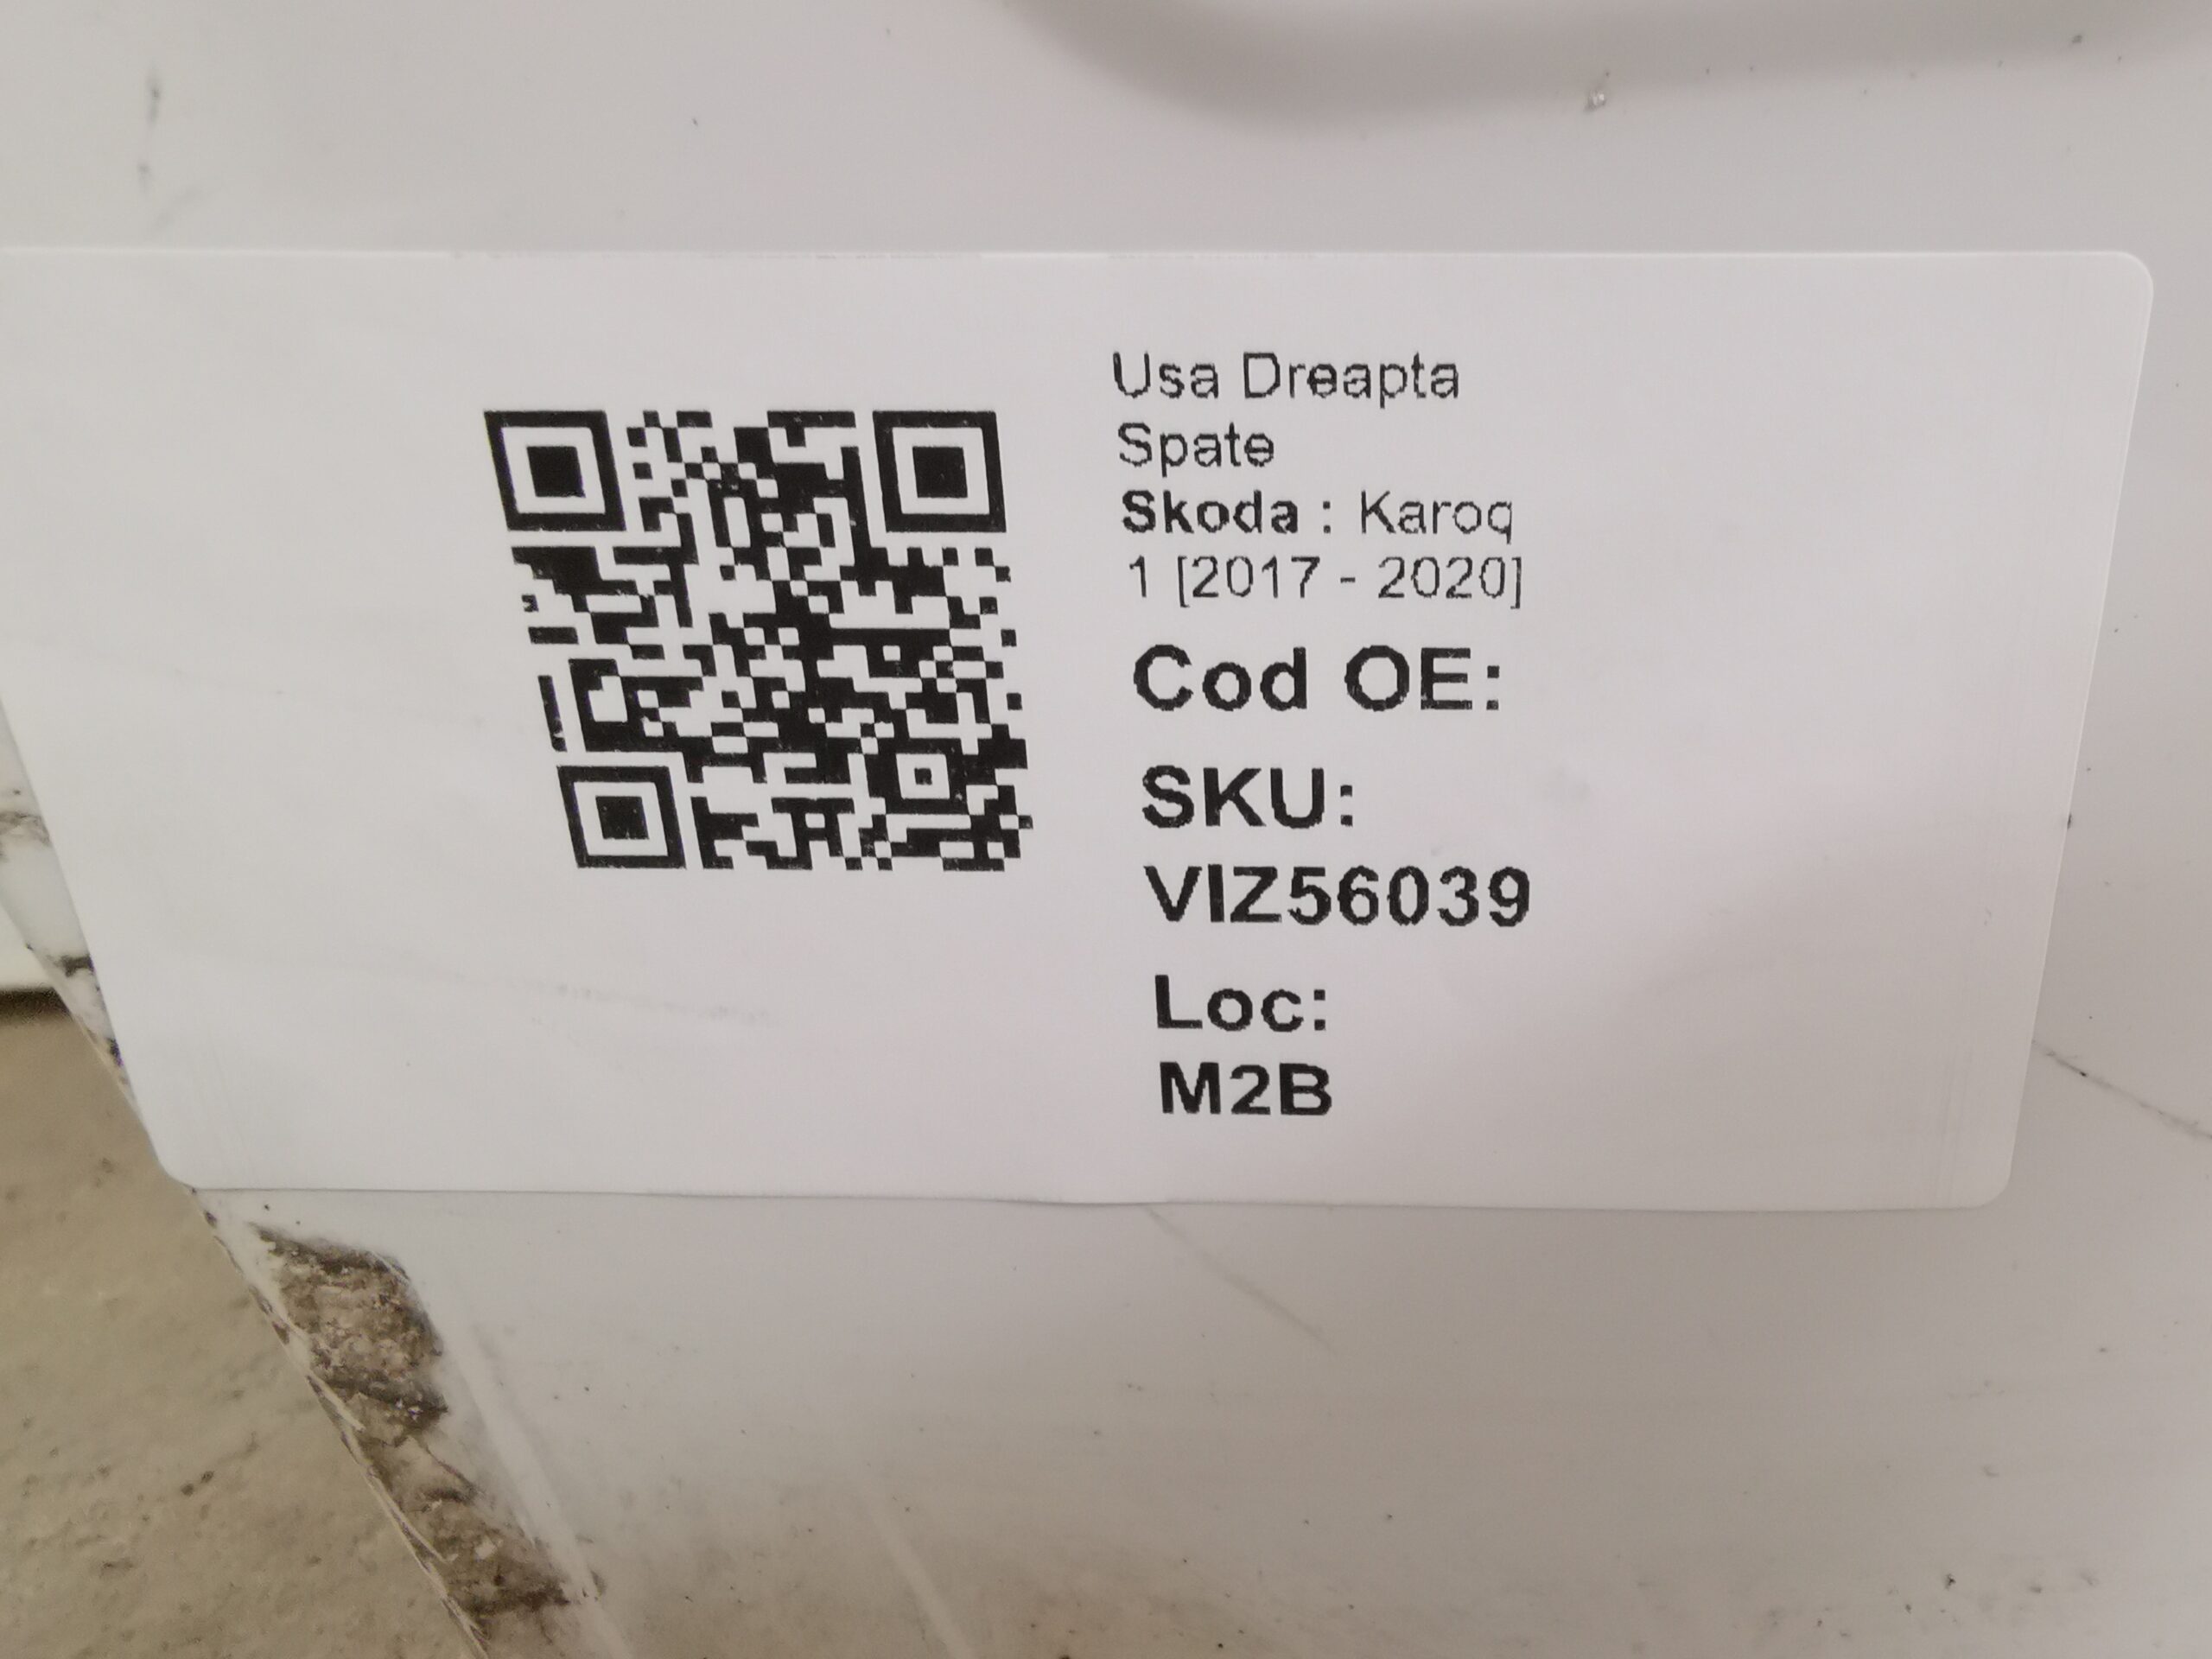 Usa Dreapta
Spate
Skoda : Karoq
1 [2017 - 2020]
Cod OE:
SKU:
VIZ56039
Loc:
M2B